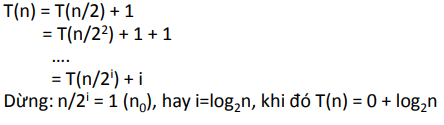 T(n) = T(n/2) + 1
= T(n/2²) + 1 + 1
....
= T(n/2ⁱ) + i
Dừng: n/2ⁱ = 1 (n₀), hay i=log₂n, khi đó T(n) = 0 + log₂n